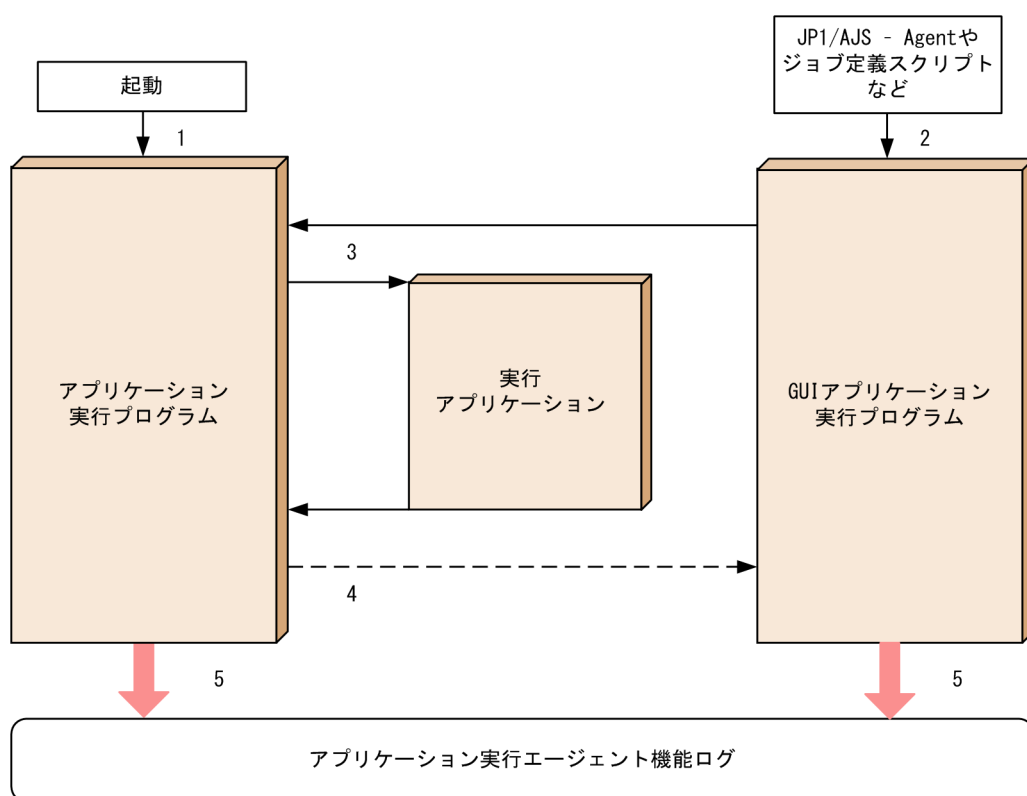 JP1/AJS - Agentや
ジョブ定義スクリプト
など
起動
1
2
3
アプリケーション
実行プログラム
実行
アプリケーション
GUIアプリケーション
実行プログラム
4
5
5
アプリケーション実行エージェント機能ログ